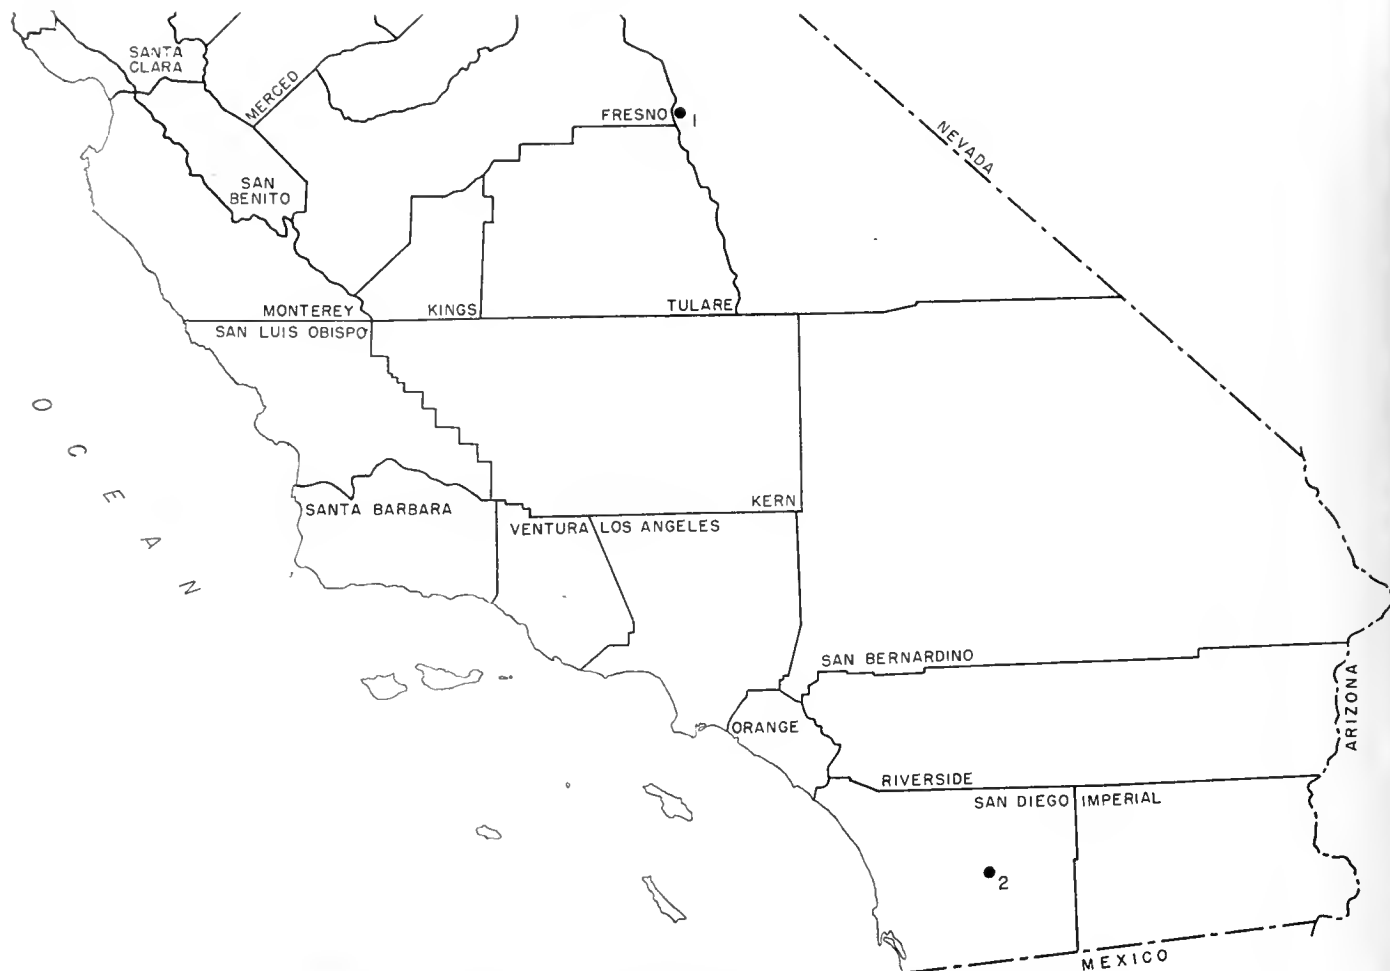 SANTA
CLARA
MERCED
FRESNO
1
NEVADA
SAN
BENITO
MONTEREY
KINGS
TULARE
SAN LUIS OBISPO
OCEAN
SANTA BARBARA
KERN
VENTURA
LOS ANGELES
SAN BERNARDINO
ARIZONA
ORANGE
RIVERSIDE
SAN DIEGO
IMPERIAL
2
MEXICO